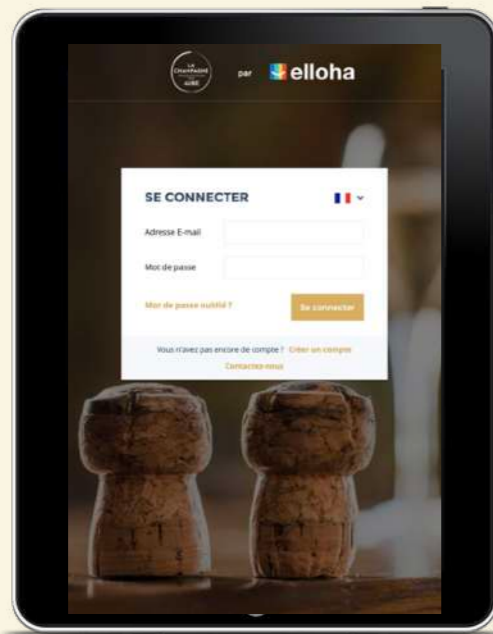 LA
CHAMPAGNE
AUBE
par elloha
SE CONNECTER
Adresse E-mail
Mot de passe
Mot de passe oublié ?
Se connecter
Vous n'avez pas encore de compte ? Créer un compte
Contactez-nous